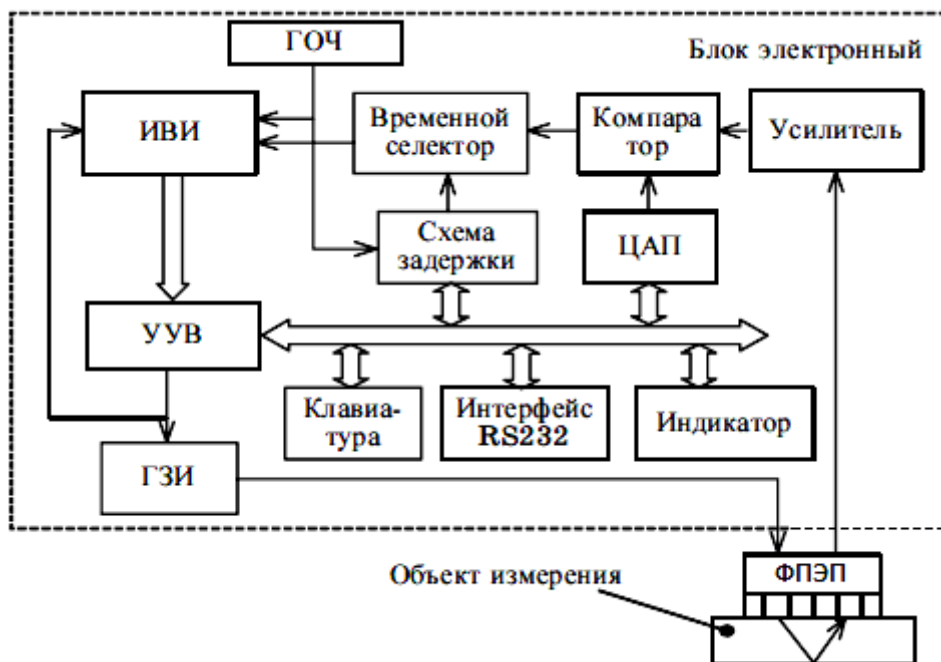 ГОЧ
Блок электронный
ИВИ
Временной
селектор
Компара
тор
Усилитель
Схема
задержки
ЦАП
УУВ
Клавиа-
тура
Интерфейс
RS232
Индикатор
ГЗИ
Объект измерения
ФПЭП